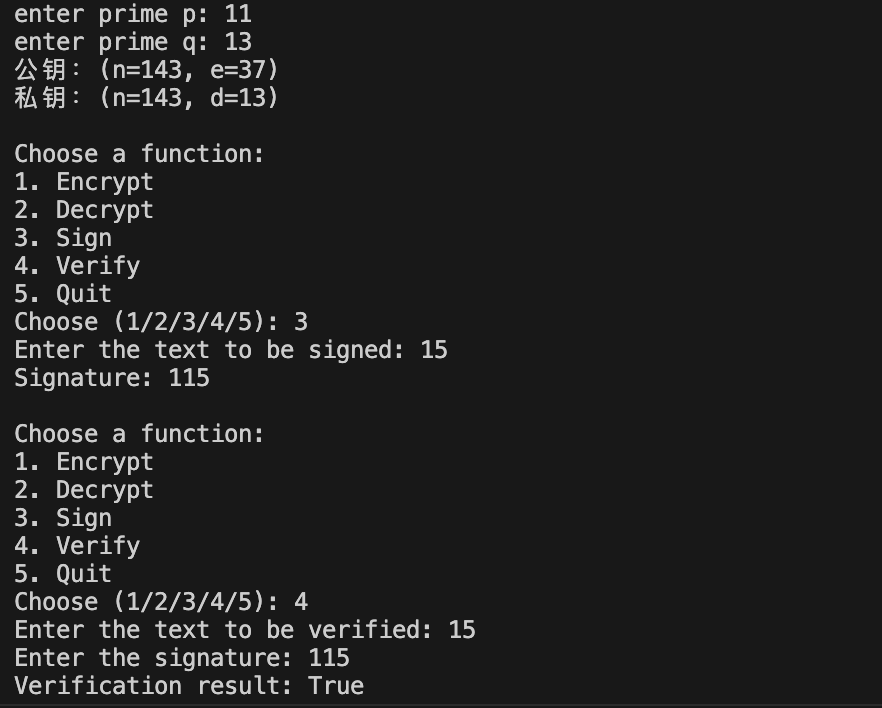 enter prime p: 11
enter prime q: 13
公钥: (n=143, e=37)
私钥: (n=143, d=13)
Choose a function:
1. Encrypt
2. Decrypt
3. Sign
4. Verify
5. Quit
Choose (1/2/3/4/5): 3
Enter the text to be signed: 15
Signature: 115
Choose a function:
1. Encrypt
2. Decrypt
3. Sign
4. Verify
5. Quit
Choose (1/2/3/4/5): 4
Enter the text to be verified: 15
Enter the signature: 115
Verification result: True